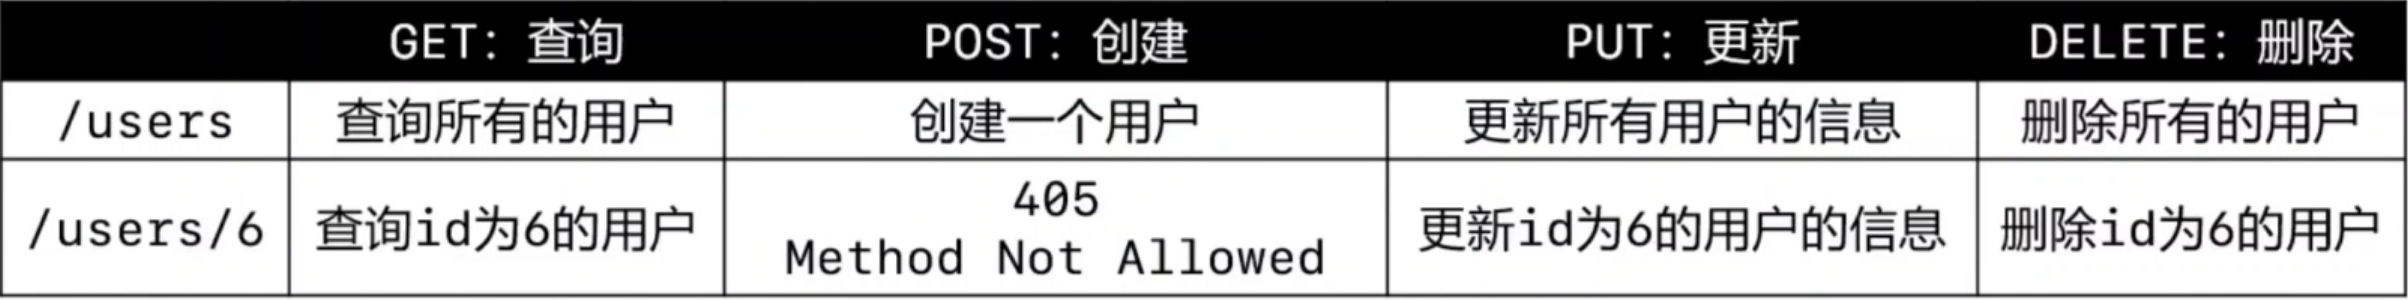 GET：查询 POST：创建 PUT：更新 DELETE：删除
/users 查询所有的用户 创建一个用户 更新所有用户的信息 删除所有的用户
/users/6 查询id为6的用户 405 Method Not Allowed 更新id为6的用户的信息 删除id为6的用户